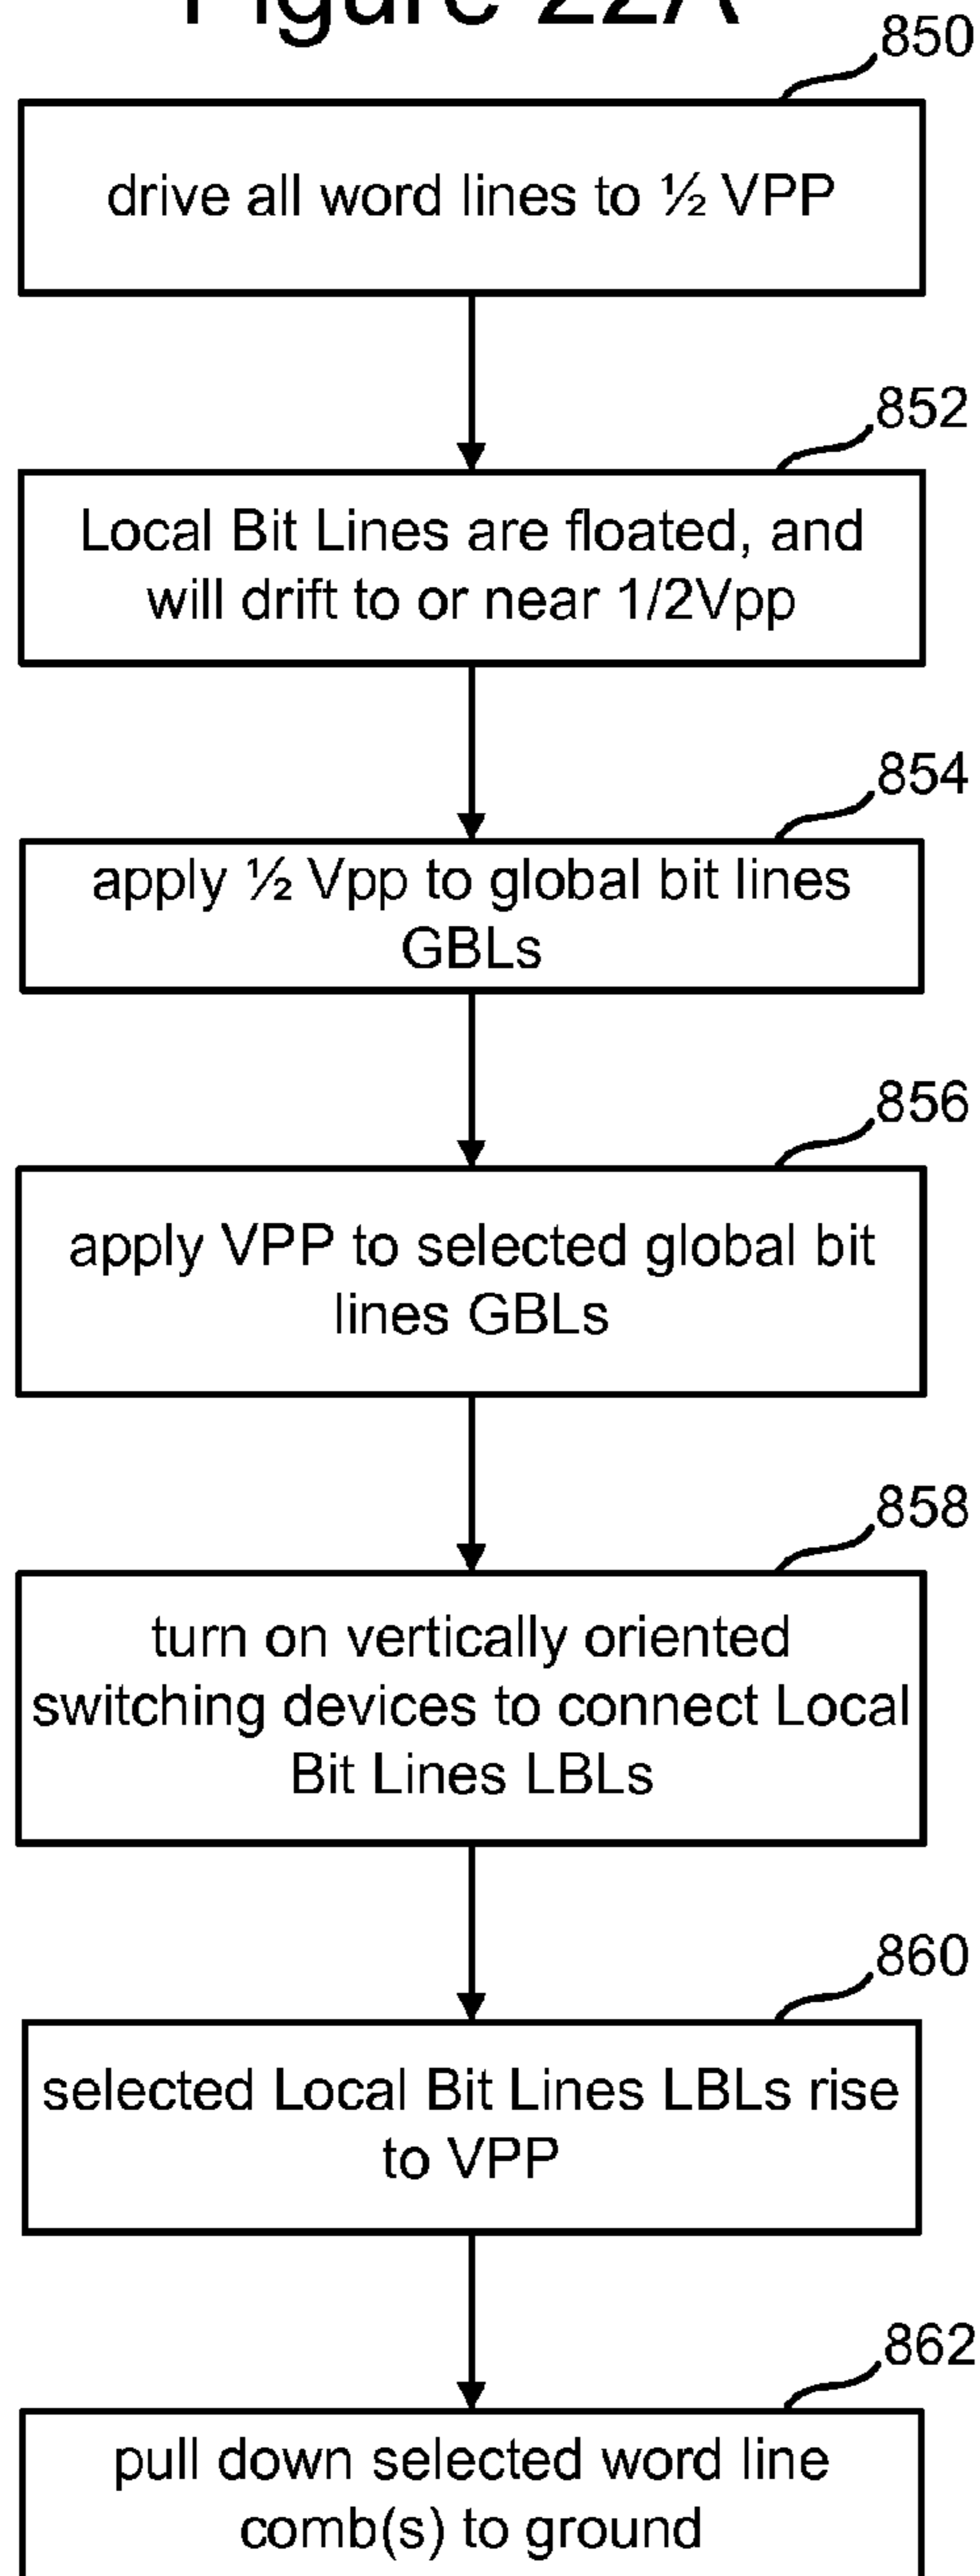 Figure 22A
850
drive all word lines to ½ VPP
852
Local Bit Lines are floated, and
will drift to or near 1/2Vpp
854
apply ½ Vpp to global bit lines
GBLs
856
apply VPP to selected global bit
lines GBLs
858
turn on vertically oriented
switching devices to connect Local
Bit Lines LBLs
860
selected Local Bit Lines LBLs rise
to VPP
862
pull down selected word line
comb(s) to ground